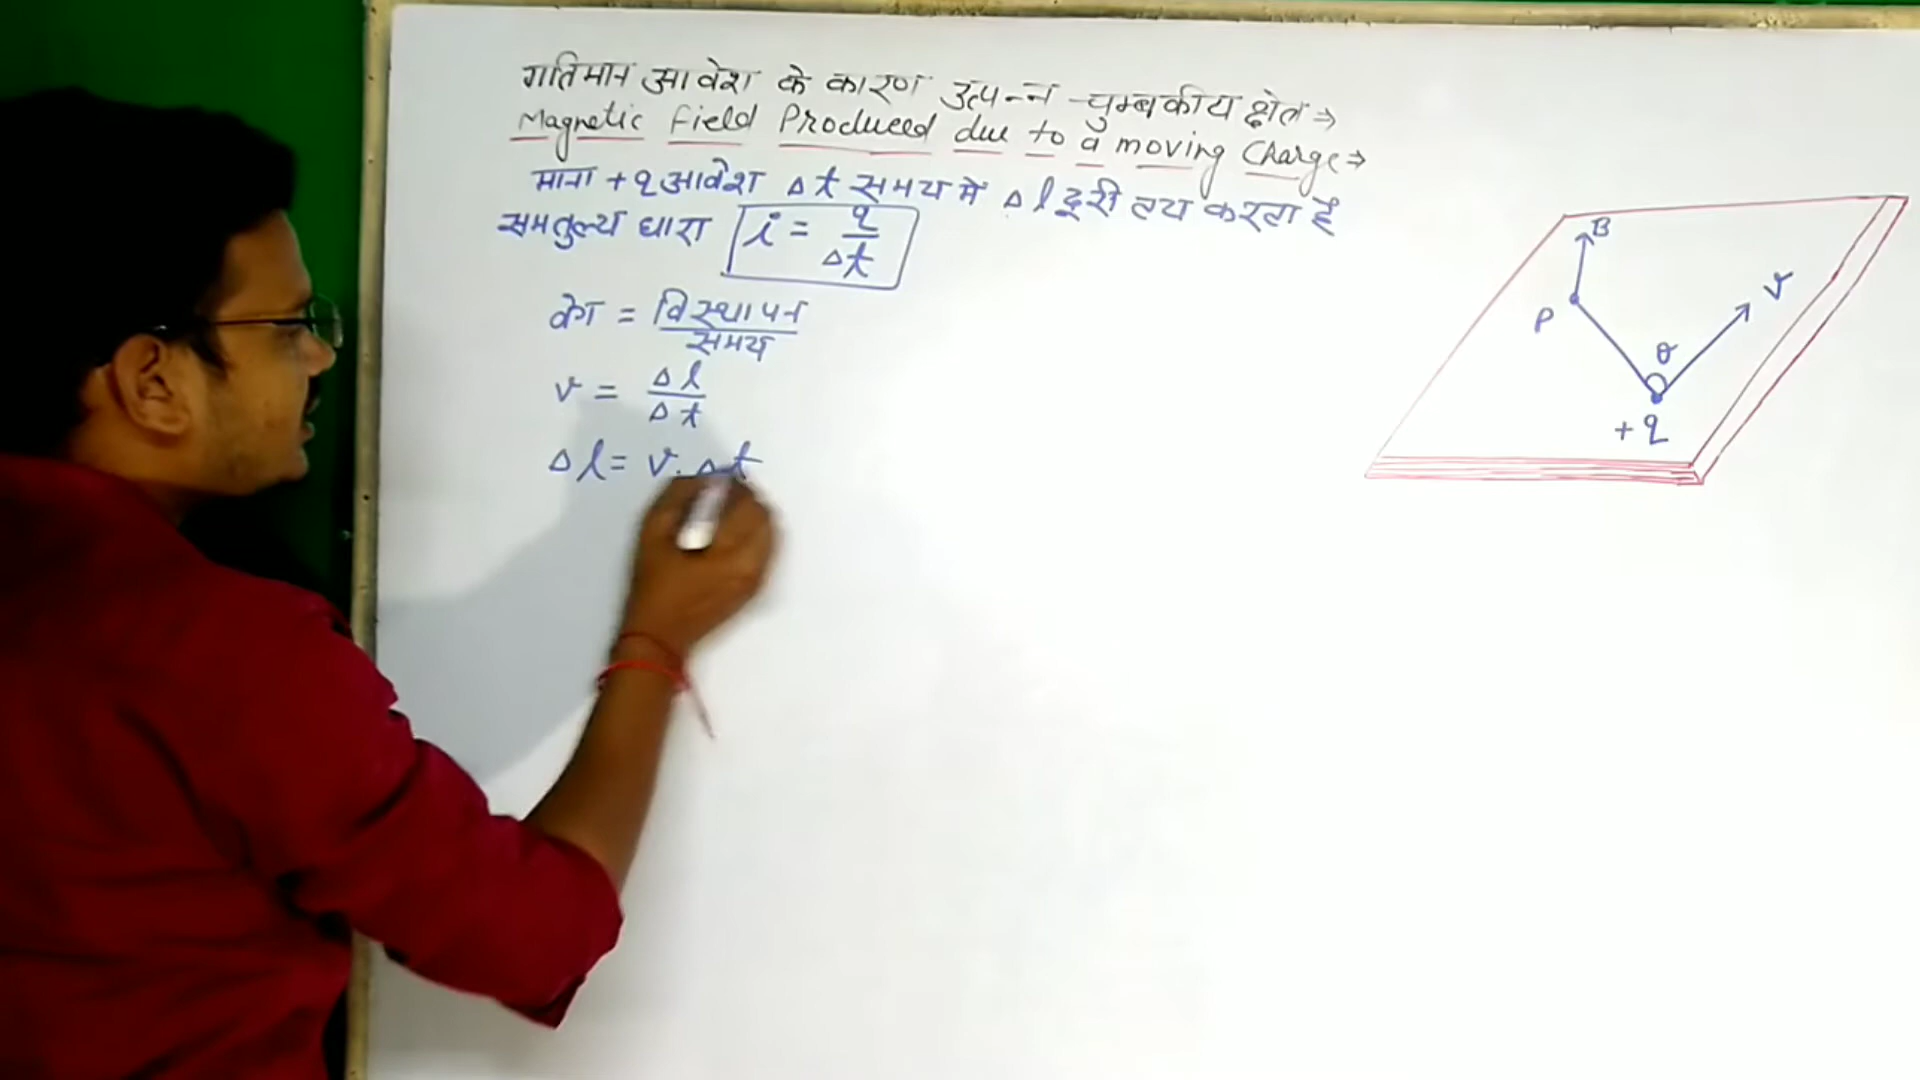 गतिमान आवेश के कारण उत्पन्न चुम्बकीय क्षेत्र ⇒
Magnetic Field Produced due to a moving Charge ⇒
माना +q आवेश Δt समय में Δl दूरी तय करता है
समतुल्य धारा i = q/Δt
वेग = विस्थापन/समय
v = Δl/Δt
Δl = v.Δt
B
v
P
θ
+q